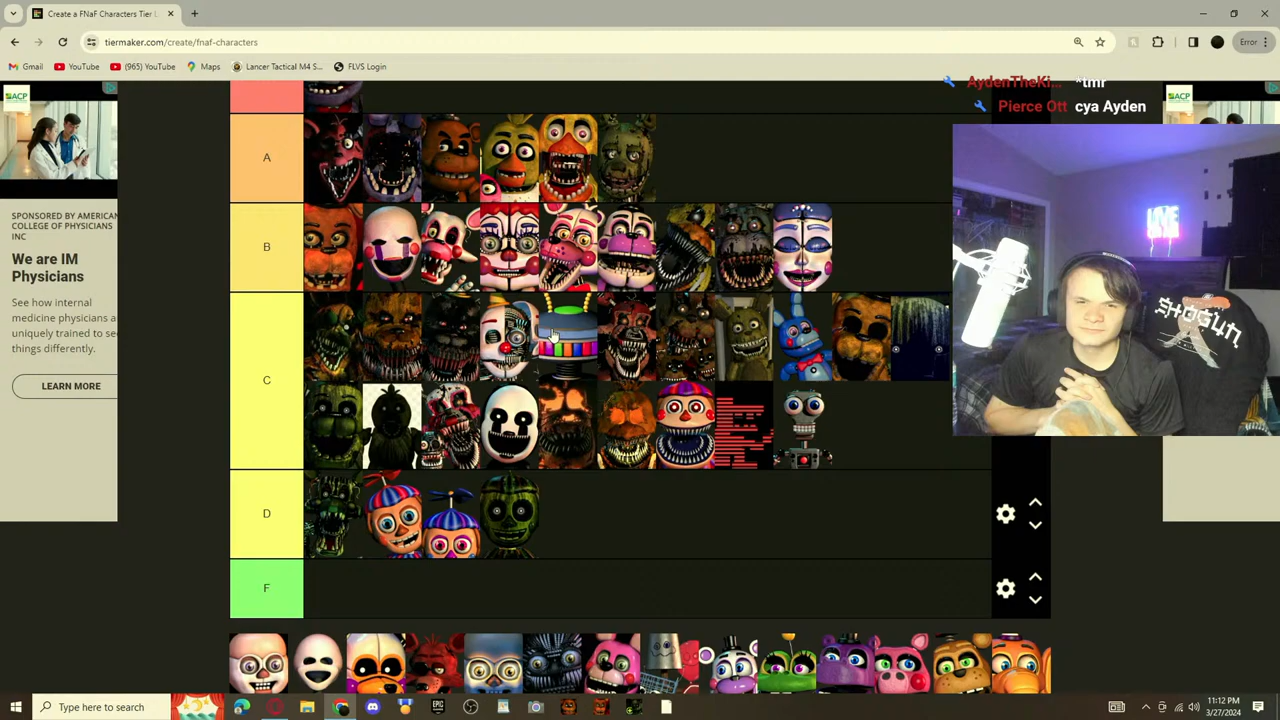 Create a FNaF Characters Tier L
tiermaker.com/create/fnaf-characters
Error
Gmail
YouTube
(965) YouTube
Maps
Lancer Tactical M4 S...
FLVS Login
AydenTheKi... *tmr
Pierce Ott cya Ayden
ACP
ACP
A
B
C
D
F
SPONSORED BY AMERICAN
COLLEGE OF PHYSICIANS
INC
We are IM
Physicians
See how internal
medicine physicians a
uniquely trained to se
things differently.
LEARN MORE
LIVE
SHOGUN
Type here to search
EPIC
11:12 PM
3/27/2024